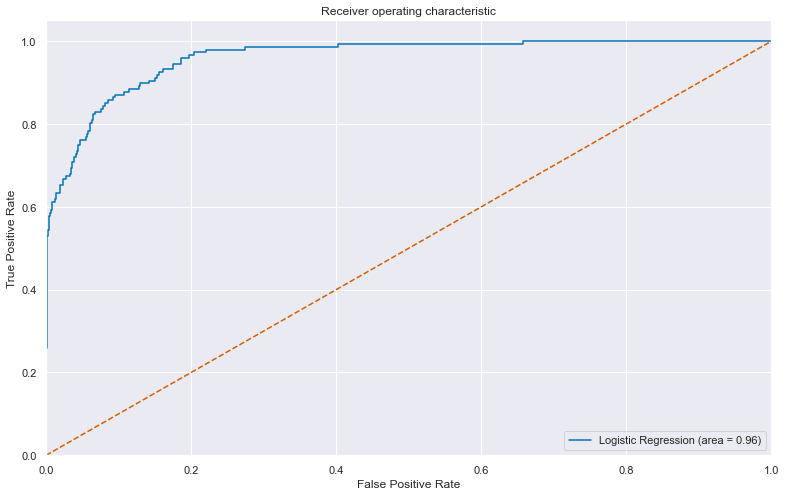 Receiver operating characteristic
1.0
0.8
0.6
0.4
0.2
0.0
True Positive Rate
0.0 0.2 0.4 0.6 0.8 1.0
False Positive Rate
Logistic Regression (area = 0.96)